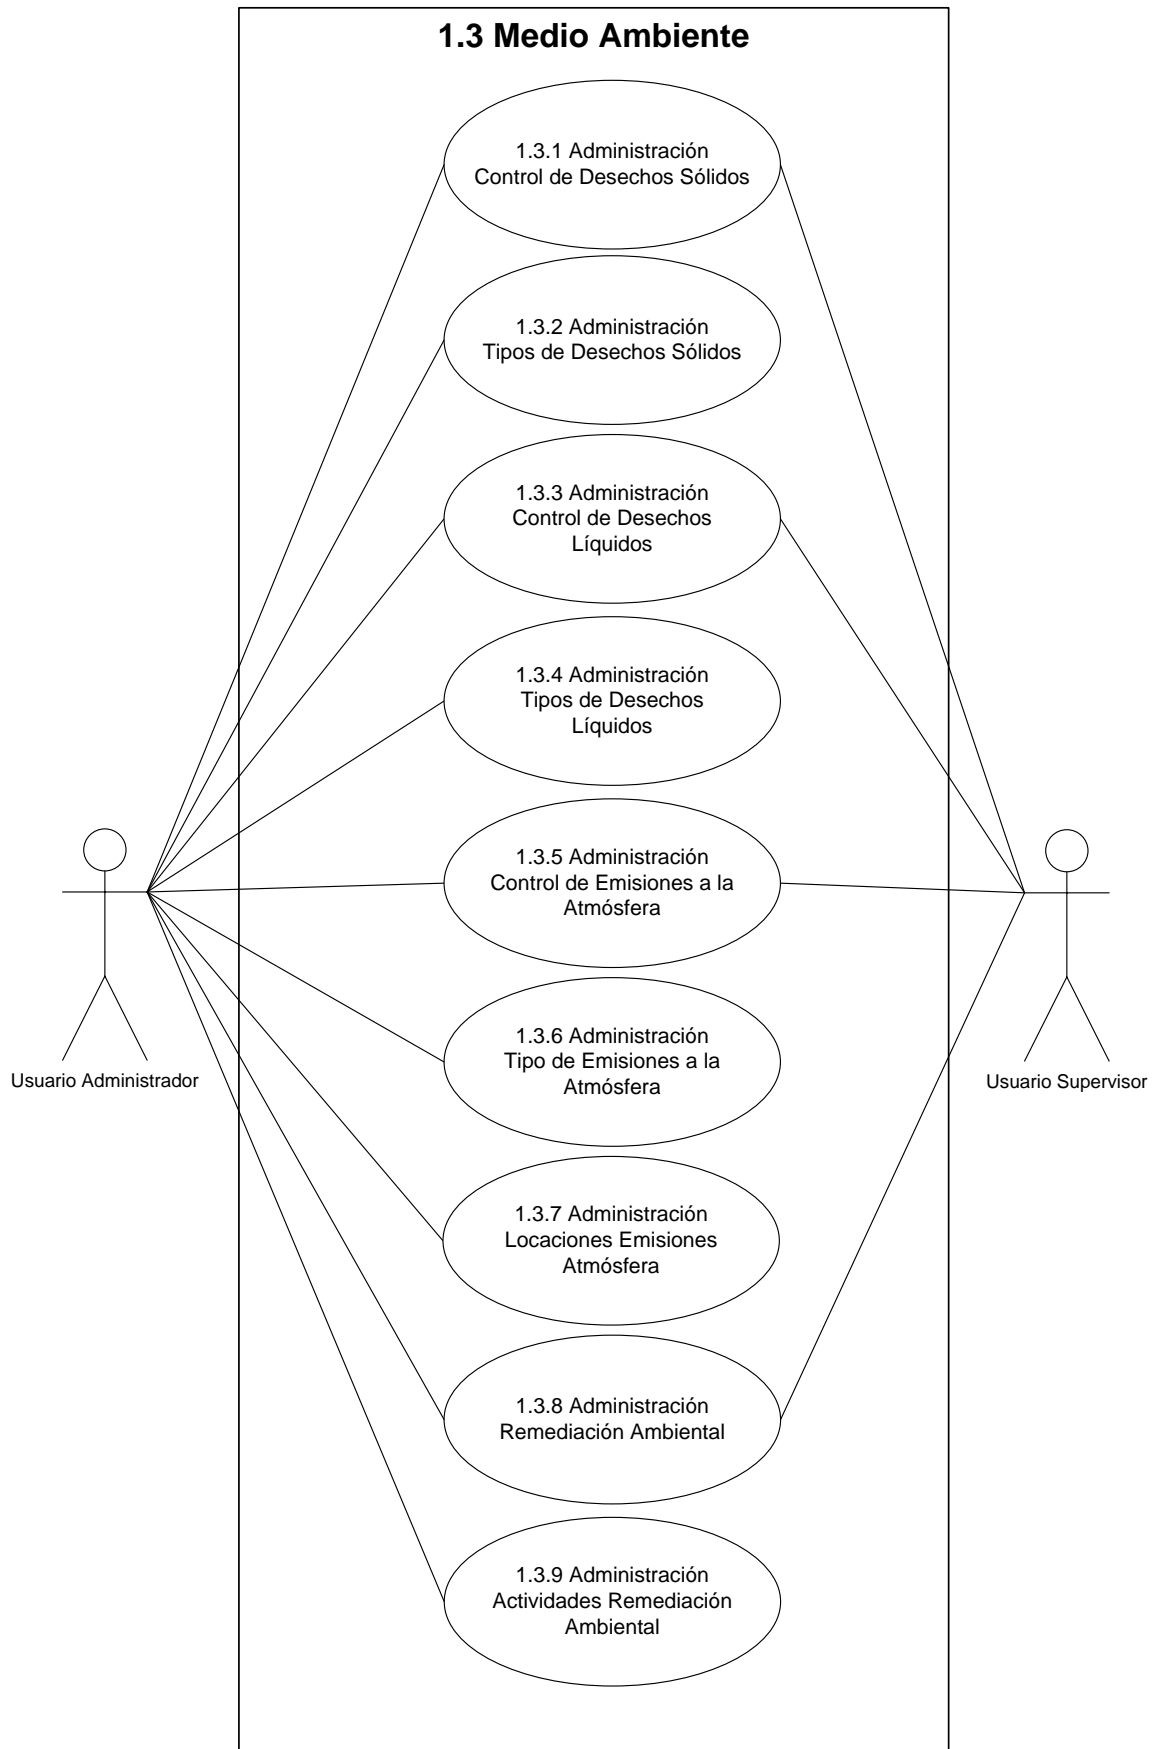 1.3 Medio Ambiente
1.3.1 Administración
Control de Desechos Sólidos
1.3.2 Administración
Tipos de Desechos Sólidos
1.3.3 Administración
Control de Desechos
Líquidos
1.3.4 Administración
Tipos de Desechos
Líquidos
1.3.5 Administración
Control de Emisiones a la
Atmósfera
1.3.6 Administración
Tipo de Emisiones a la
Atmósfera
Usuario Administrador
Usuario Supervisor
1.3.7 Administración
Locaciones Emisiones
Atmósfera
1.3.8 Administración
Remediación Ambiental
1.3.9 Administración
Actividades Remediación
Ambiental